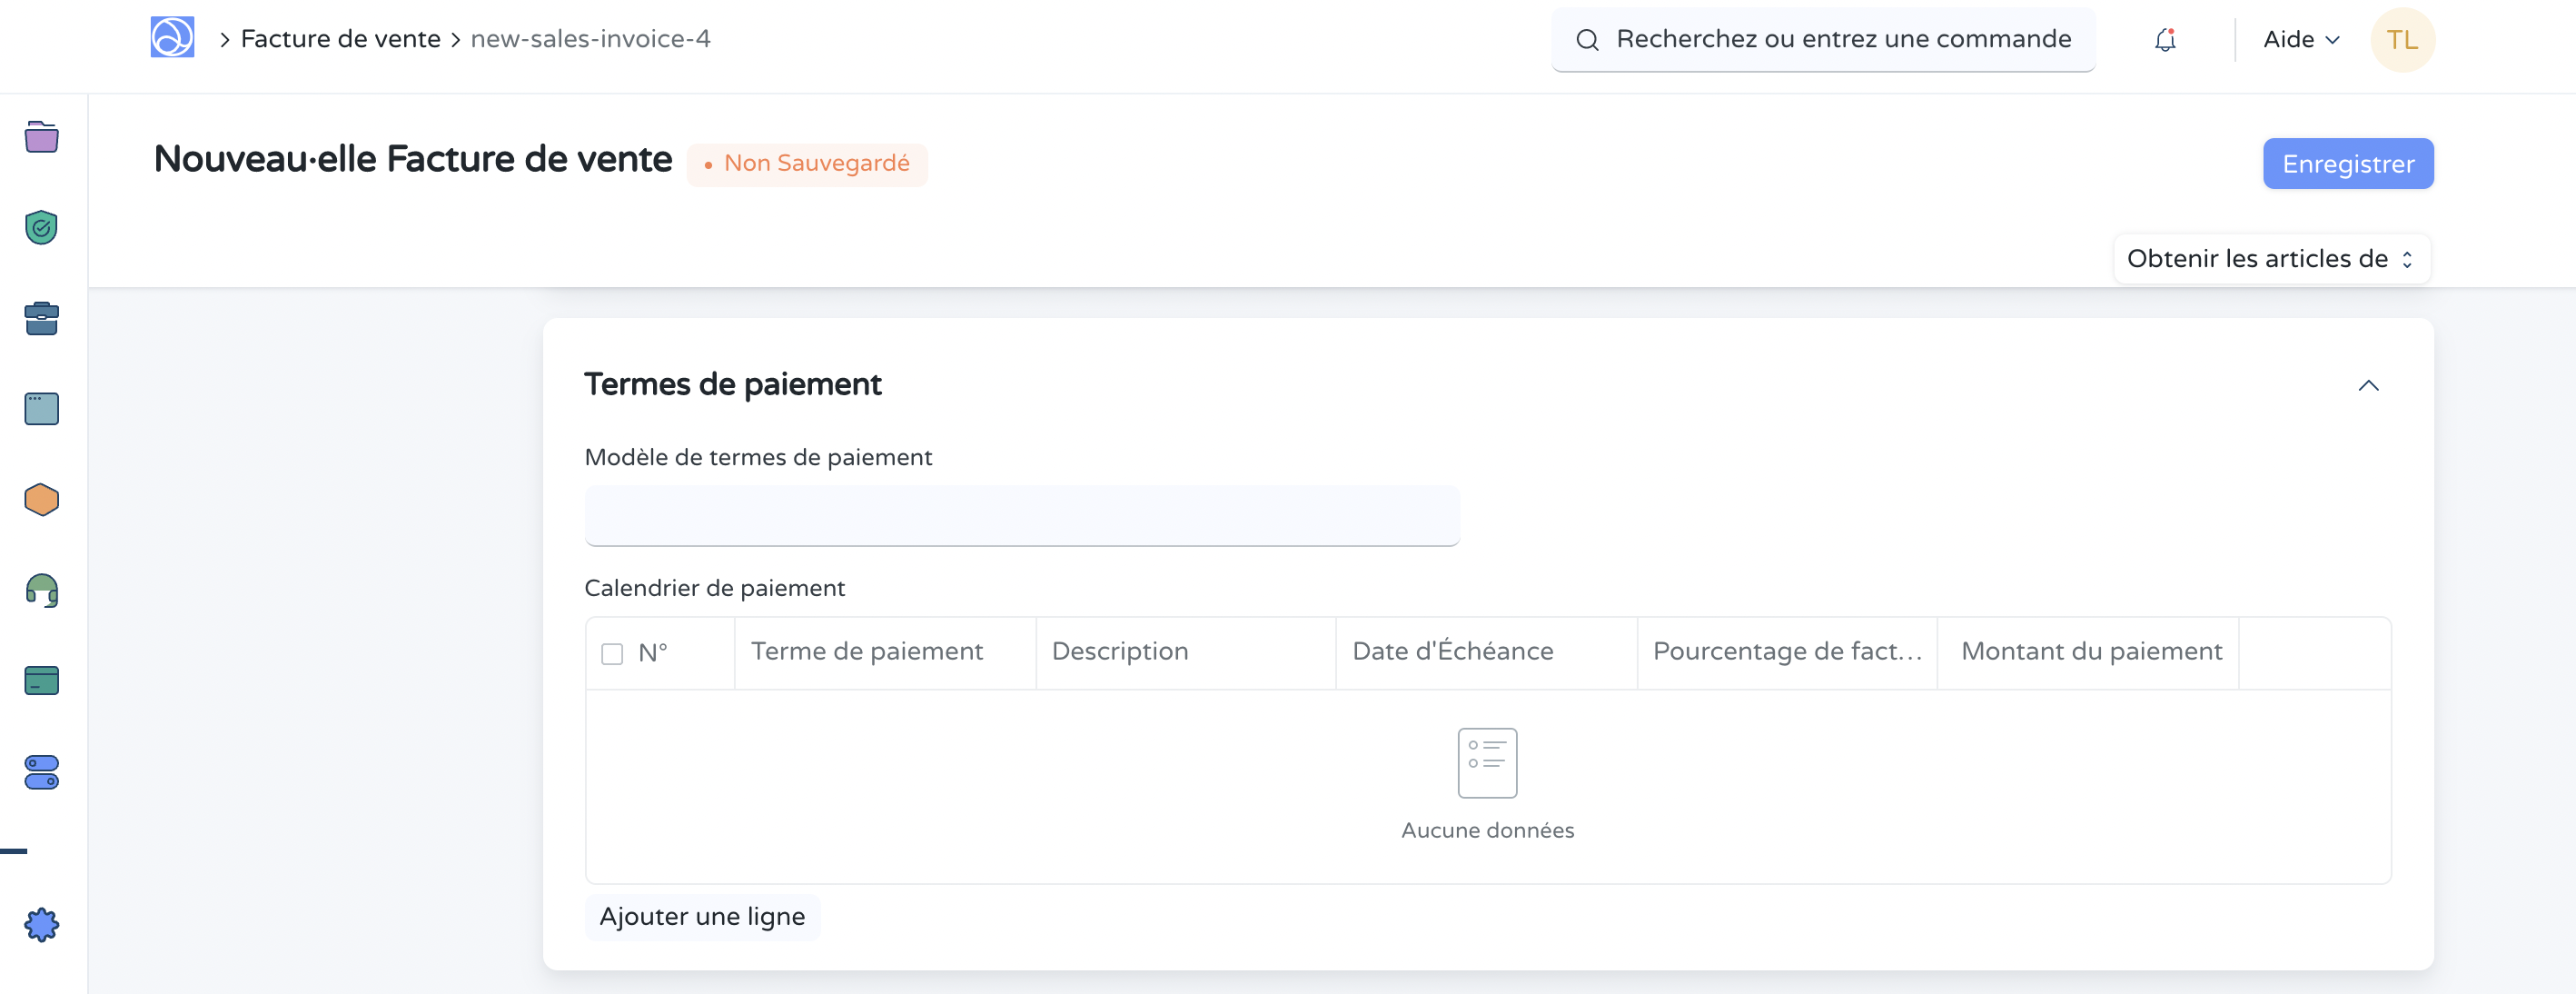 Facture de vente
new-sales-invoice-4
Recherchez ou entrez une commande
Aide
TL
Nouveau·elle Facture de vente
Non Sauvegardé
Enregistrer
Obtenir les articles de
Termes de paiement
Modèle de termes de paiement
Calendrier de paiement
N°
Terme de paiement
Description
Date d'Échéance
Pourcentage de fact...
Montant du paiement
Aucune données
Ajouter une ligne